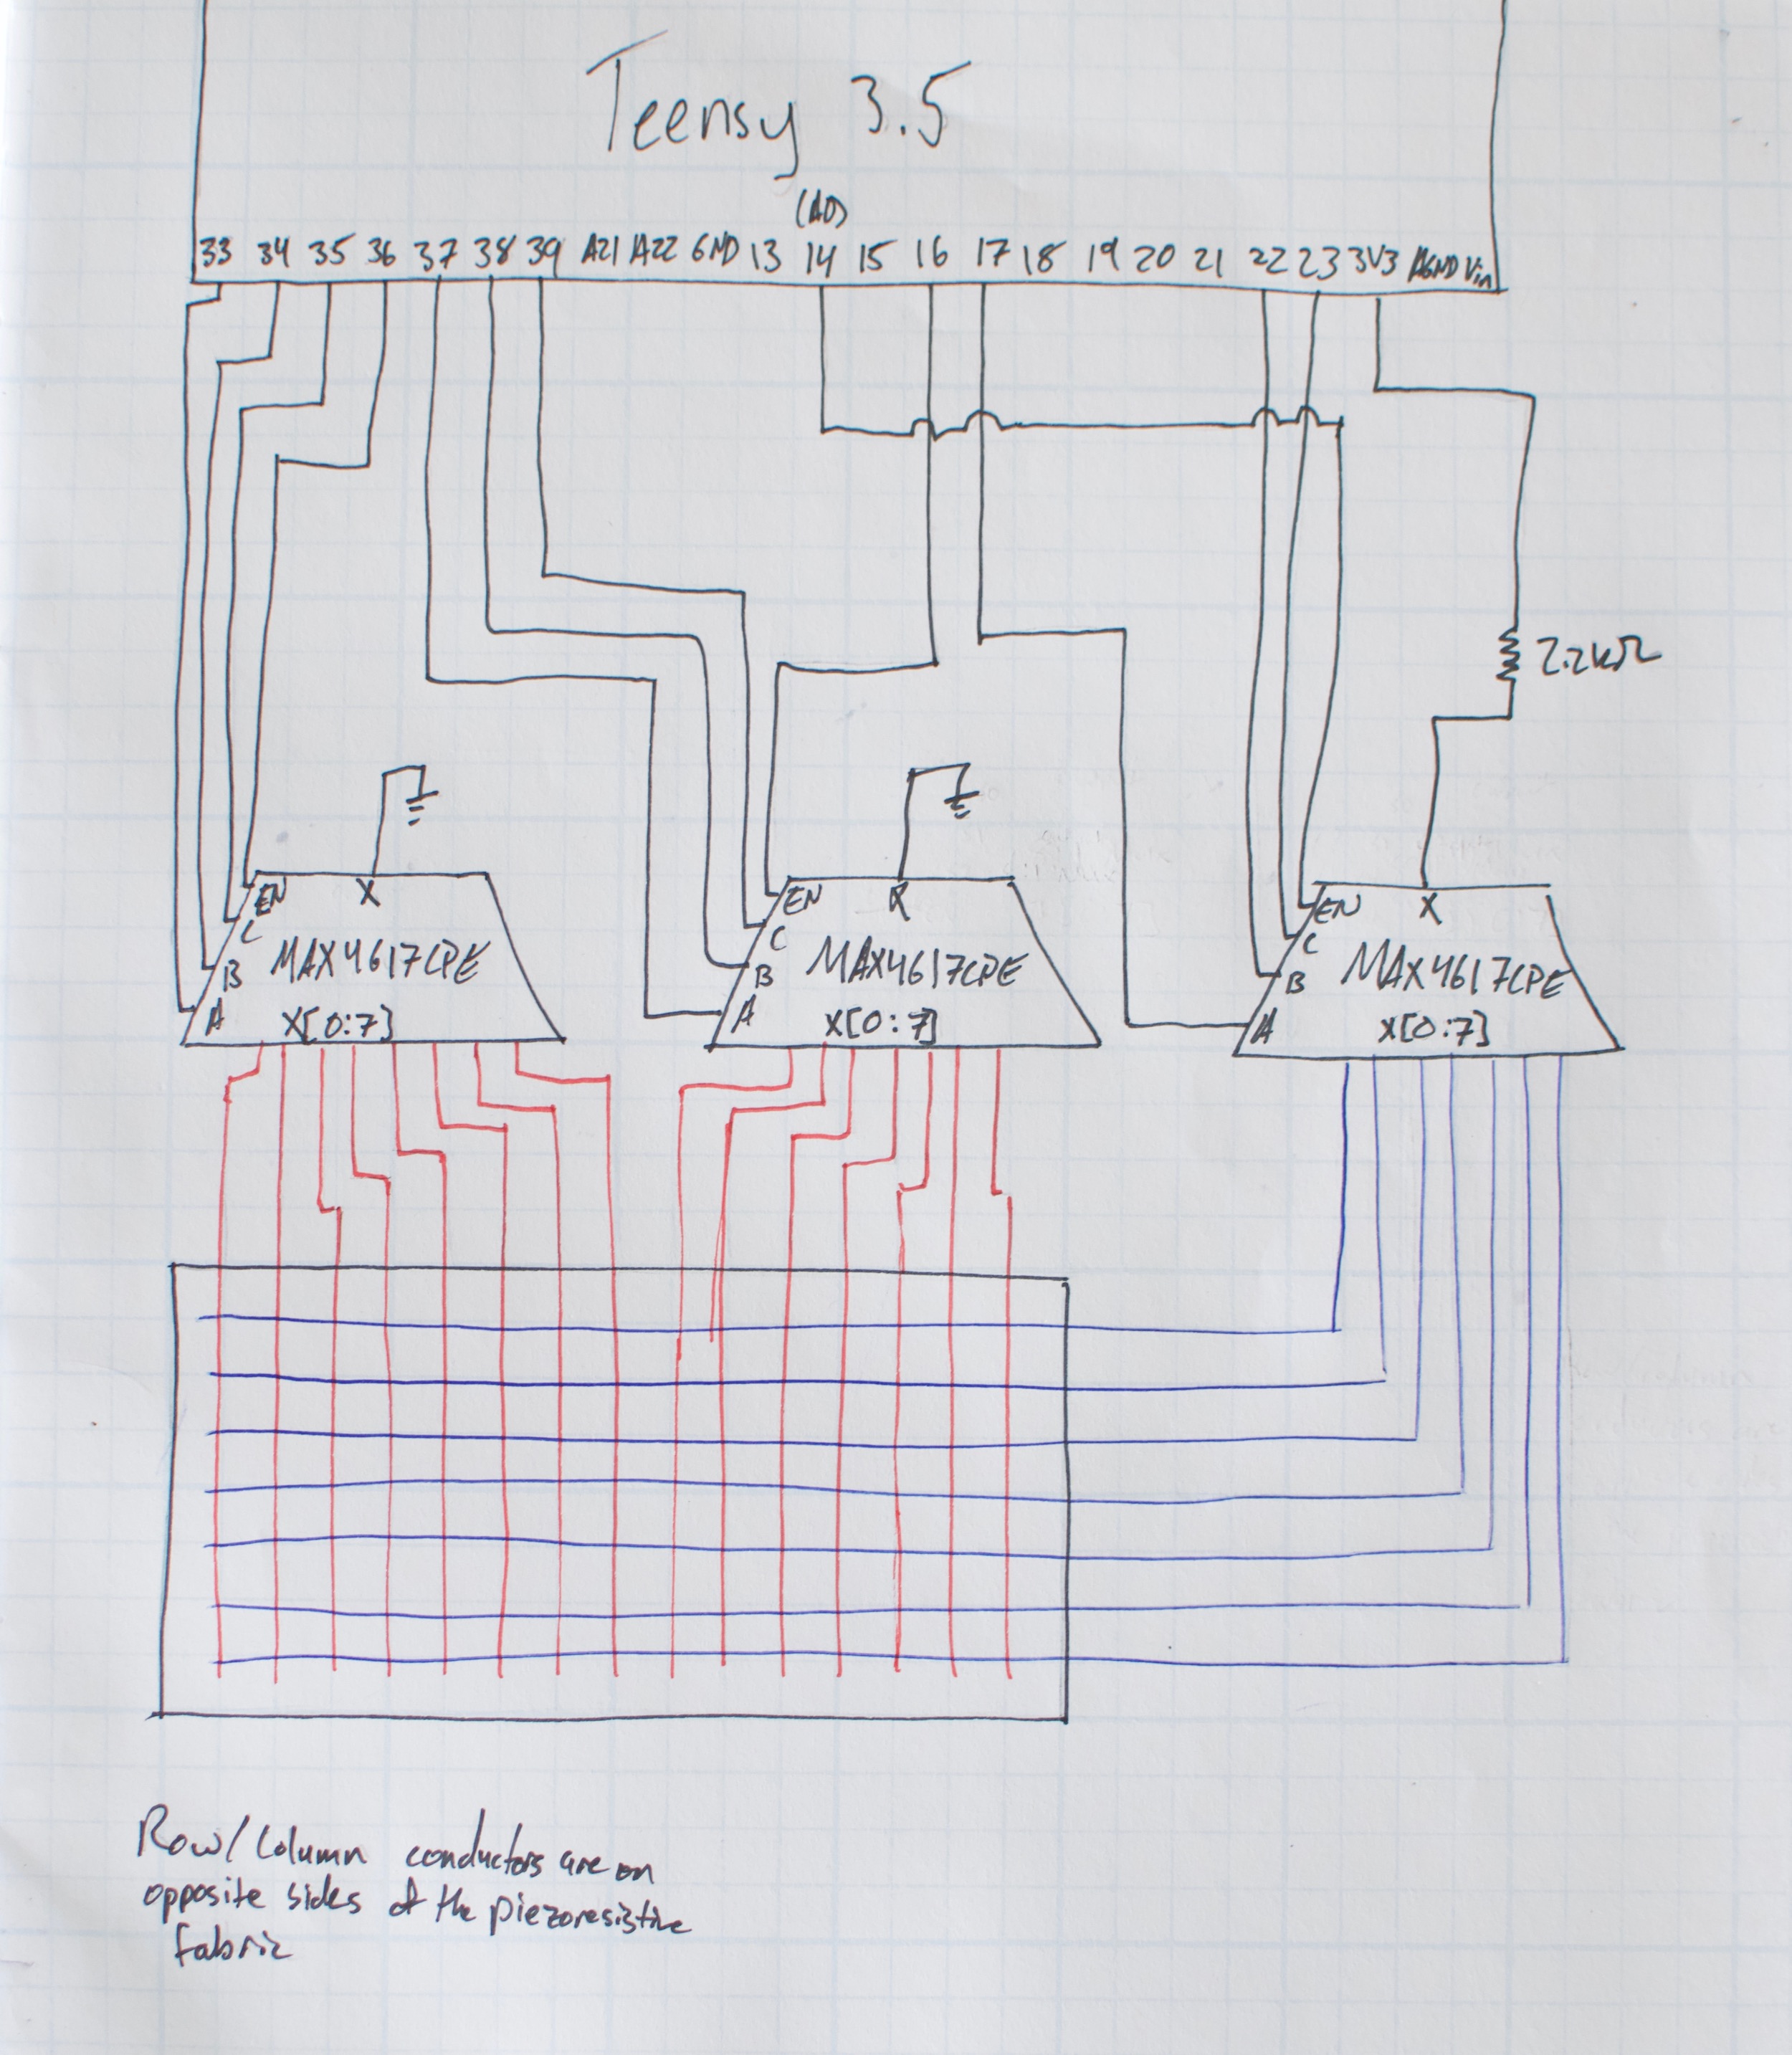 Teensy 3.5
(A0)
33 34 35 36 37 38 39 A21 A22 GND 13 14 15 16 17 18 19 20 21 22 23 3V3 AGND Vin
2.2kΩ
EN X
C
MAX4617CPE
B
A X[0:7]
EN X
C
MAX4617CPE
B
A X[0:7]
EN X
C
MAX4617CPE
B
A X[0:7]
Row/Column conductors are on
opposite sides of the piezoresistive
fabric